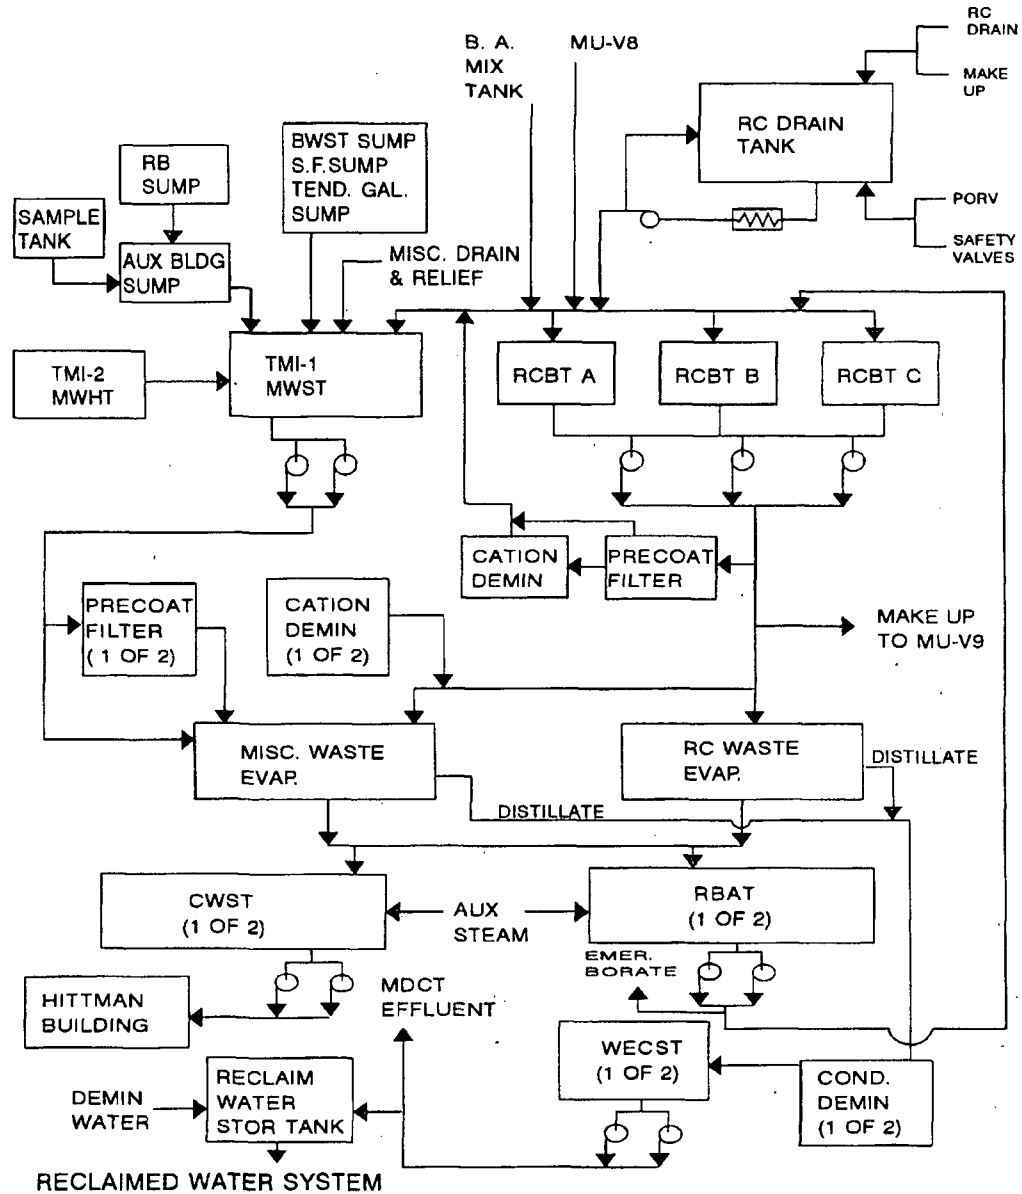 RC
DRAIN
MAKE
UP
B. A.
MIX
TANK
MU-V8
RC DRAIN
TANK
PORV
SAFETY
VALVES
BWST SUMP
S.F.SUMP
TEND. GAL.
SUMP
RB
SUMP
SAMPLE
TANK
AUX BLDG
SUMP
MISC. DRAIN
& RELIEF
TMI-2
MWHT
TMI-1
MWST
RCBT A
RCBT B
RCBT C
CATION
DEMIN
PRECOAT
FILTER
PRECOAT
FILTER
( 1 OF 2)
CATION
DEMIN
(1 OF 2)
MAKE UP
TO MU-V9
MISC. WASTE
EVAP.
RC WASTE
EVAP.
DISTILLATE
DISTILLATE
CWST
(1 OF 2)
AUX
STEAM
RBAT
(1 OF 2)
EMER.
BORATE
HITTMAN
BUILDING
MDCT
EFFLUENT
WECST
(1 OF 2)
COND.
DEMIN
(1 OF 2)
DEMIN
WATER
RECLAIM
WATER
STOR TANK
RECLAIMED WATER SYSTEM